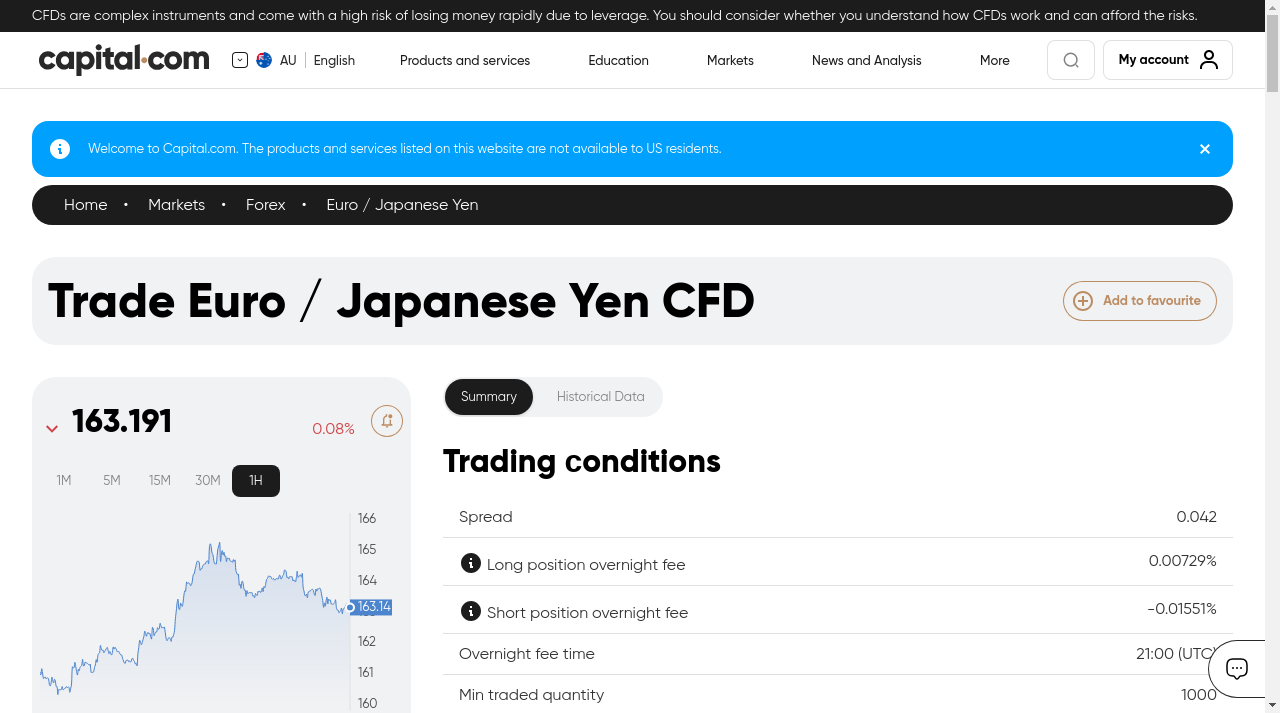 CFDs are complex instruments and come with a high risk of losing money rapidly due to leverage. You should consider whether you understand how CFDs work and can afford the risks.
capital.com AU English Products and services Education Markets News and Analysis More My account
Welcome to Capital.com. The products and services listed on this website are not available to US residents.
Home • Markets • Forex • Euro / Japanese Yen
Trade Euro / Japanese Yen CFD Add to favourite
163.191 0.08%
1M 5M 15M 30M 1H
166
165
164
163.14
162
161
160
Summary Historical Data
Trading conditions
Spread 0.042
Long position overnight fee 0.00729%
Short position overnight fee -0.01551%
Overnight fee time 21:00 (UTC)
Min traded quantity 1000